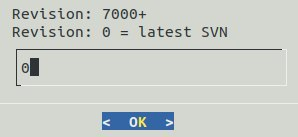 Revision: 7000+
Revision: 0 = latest SVN
0
< OK >